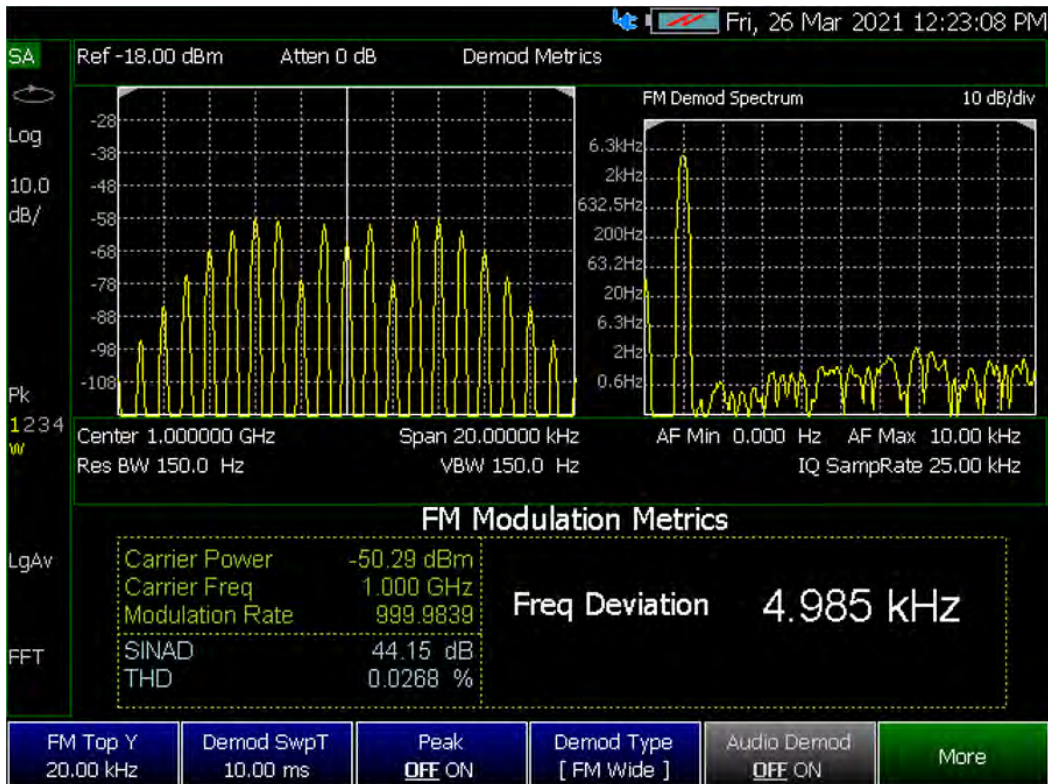 Fri, 26 Mar 2021 12:23:08 PM
SA
Ref -18.00 dBm Atten 0 dB Demod Metrics
FM Demod Spectrum 10 dB/div
Log
10.0
dB/
-28
-38
-48
-58
-68
-78
-88
-98
-108
6.3kHz
2kHz
632.5Hz
200Hz
63.2Hz
20Hz
6.3Hz
2Hz
0.6Hz
Pk
1234
W
Center 1.000000 GHz Span 20.00000 kHz AF Min 0.000 Hz AF Max 10.00 kHz
Res BW 150.0 Hz VBW 150.0 Hz IQ SampRate 25.00 kHz
FM Modulation Metrics
LgAv
Carrier Power -50.29 dBm
Carrier Freq 1.000 GHz
Modulation Rate 999.9839
Freq Deviation 4.985 kHz
FFT
SINAD 44.15 dB
THD 0.0268 %
FM Top Y
20.00 kHz
Demod SwpT
10.00 ms
Peak
OFF ON
Demod Type
[ FM Wide ]
Audio Demod
OFF ON
More